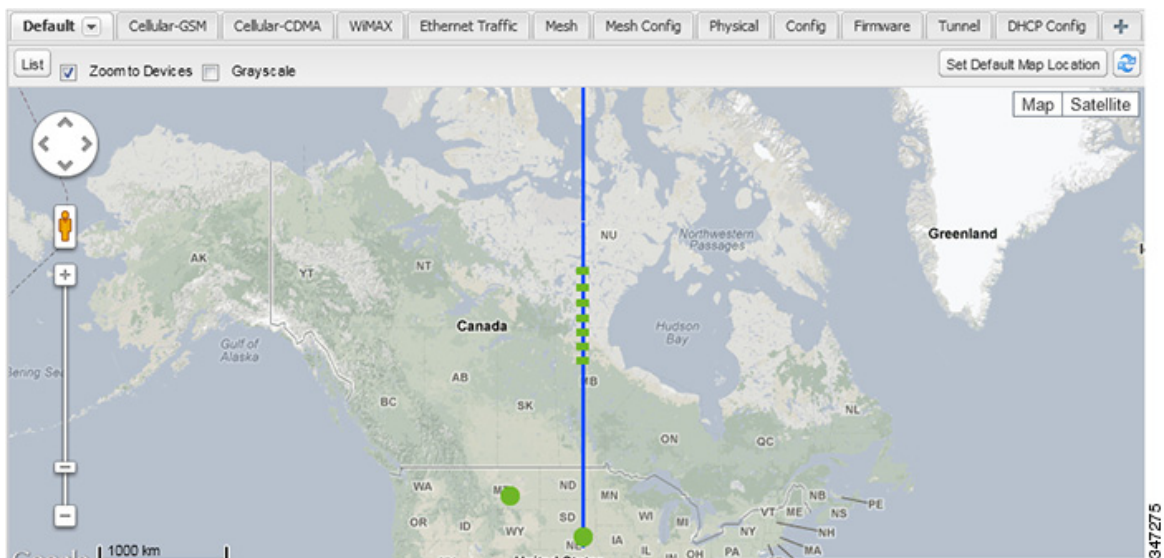 Default Cellular-GSM Cellular-CDMA WiMAX Ethernet Traffic Mesh Mesh Config Physical Config Firmware Tunnel DHCP Config
List Zoom to Devices Grayscale Set Default Map Location
Map Satellite
Greenland
NU
Northwestern
Passages
AK
YT
NT
Canada
Hudson
Bay
Gulf of
Alaska
AB
MB
BC
SK
NL
ON
QC
WA
ND
MN
NB
PE
OR
ID
WY
SD
WI
MI
VT
ME
NS
NY
NH
IA
IL
OH
PA
MA
1000 km
347275